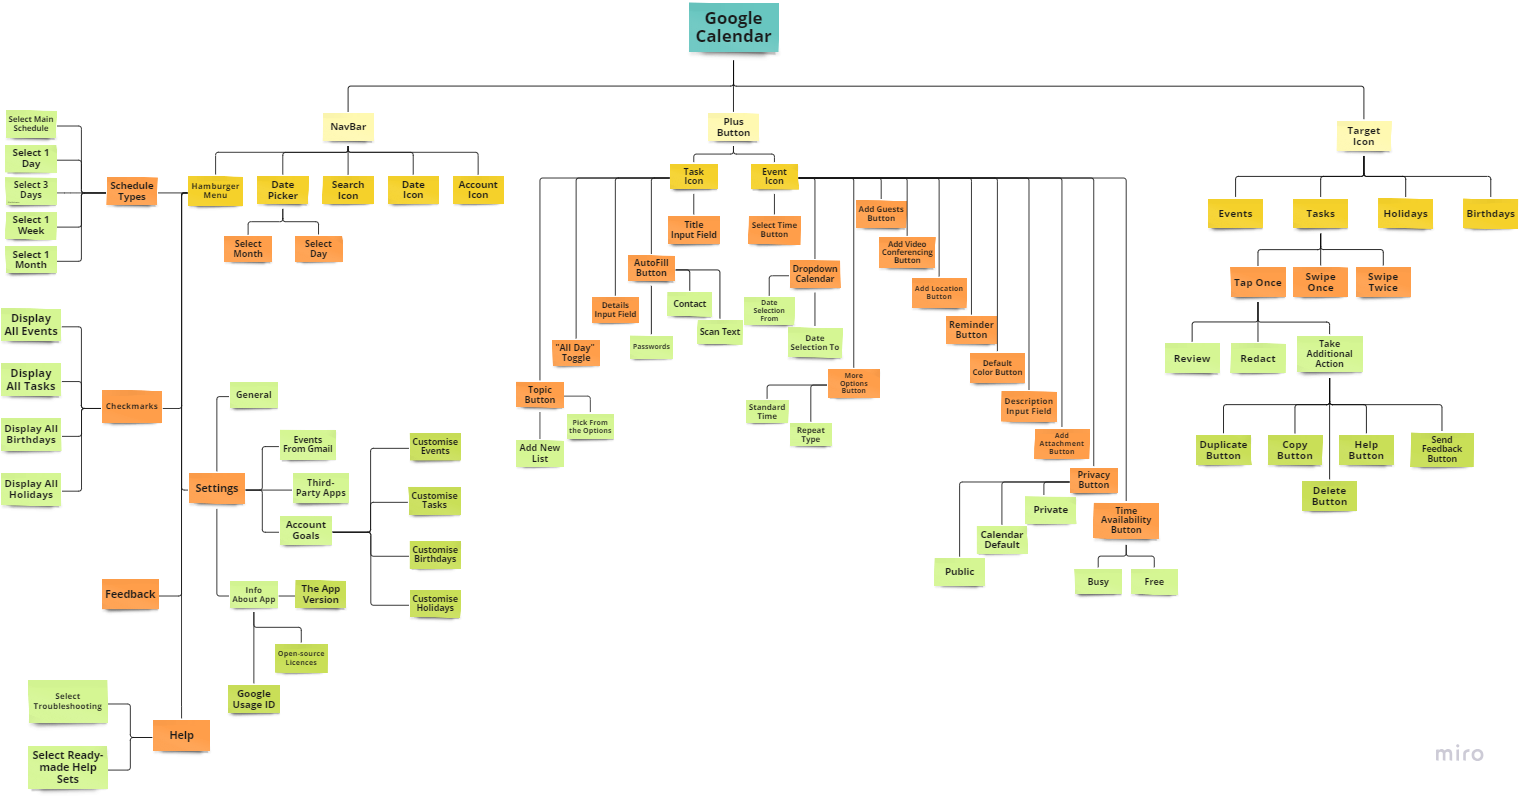 Google
Calendar
NavBar
Plus
Button
Target
Icon
Hamburger
Menu
Date
Picker
Search
Icon
Date
Icon
Account
Icon
Task
Icon
Event
Icon
Events
Tasks
Holidays
Birthdays
Schedule
Types
Select Main
Schedule
Select 1
Day
Select 3
Days
Select 1
Week
Select 1
Month
Select
Month
Select
Day
Checkmarks
Display
All Events
Display
All Tasks
Display All
Birthdays
Display All
Holidays
Settings
General
Events
From Gmail
Third-
Party Apps
Account
Goals
Customise
Events
Customise
Tasks
Customise
Birthdays
Customise
Holidays
Info
About App
The App
Version
Open-source
Licences
Google
Usage ID
Feedback
Help
Select
Troubleshooting
Select Ready-
made Help
Sets
Title
Input Field
AutoFill
Button
Contact
Scan Text
Passwords
Details
Input Field
"All Day"
Toggle
Topic
Button
Pick From
the Options
Add New
List
Select Time
Button
Dropdown
Calendar
Date
Selection
From
Date
Selection To
More
Options
Button
Standard
Time
Repeat
Type
Add Guests
Button
Add Video
Conferencing
Button
Add Location
Button
Reminder
Button
Default
Color Button
Description
Input Field
Add
Attachment
Button
Privacy
Button
Private
Calendar
Default
Public
Time
Availability
Button
Busy
Free
Tap Once
Swipe
Once
Swipe
Twice
Review
Redact
Take
Additional
Action
Duplicate
Button
Copy
Button
Help
Button
Send
Feedback
Button
Delete
Button
miro